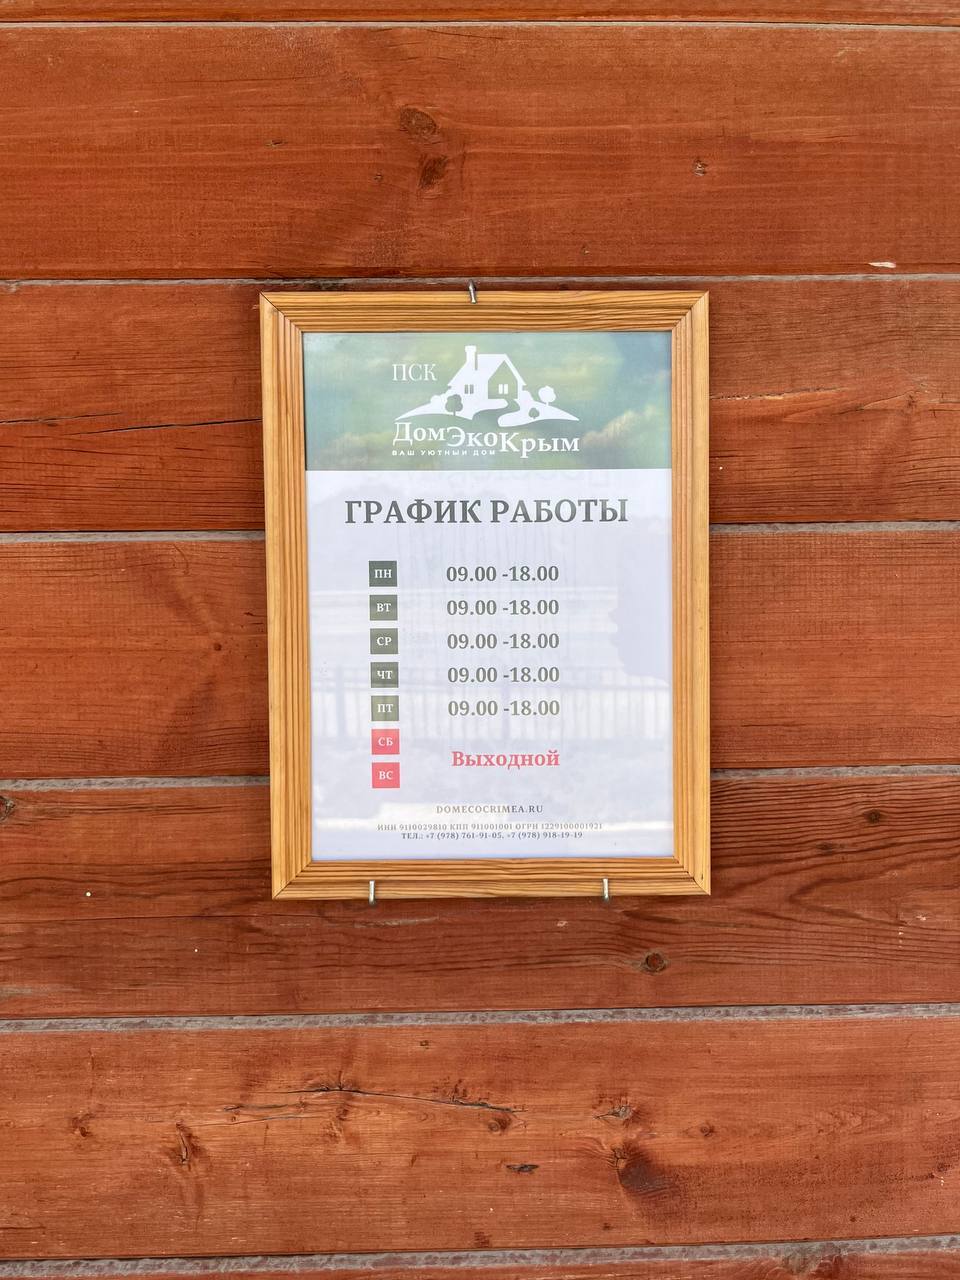 ПСК
ДомЭкоКрым
ВАШ УЮТНЫЙ ДОМ
ГРАФИК РАБОТЫ
ПН 09.00 -18.00
ВТ 09.00 -18.00
СР 09.00 -18.00
ЧТ 09.00 -18.00
ПТ 09.00 -18.00
СБ
Выходной
ВС
DOMECOCRIMEA.RU
ИНН 9110029810 КПП 911001001 ОГРН 1229100001921
ТЕЛ.: +7 (978) 761-91-05, +7 (978) 918-19-19